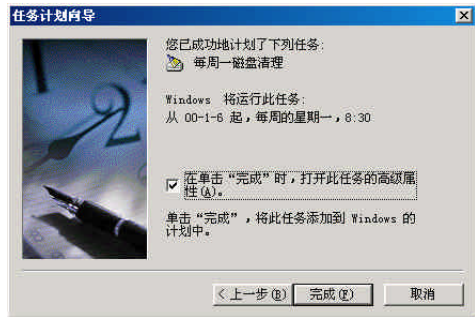 任务计划向导
您已成功地计划了下列任务:
每周一磁盘清理
Windows 将运行此任务:
从 00-1-6 起，每周的星期一，8:30
在单击“完成”时，打开此任务的高级属
性(A)。
单击“完成”，将此任务添加到 Windows 的
计划中。
<上一步(B) 完成(F) 取消